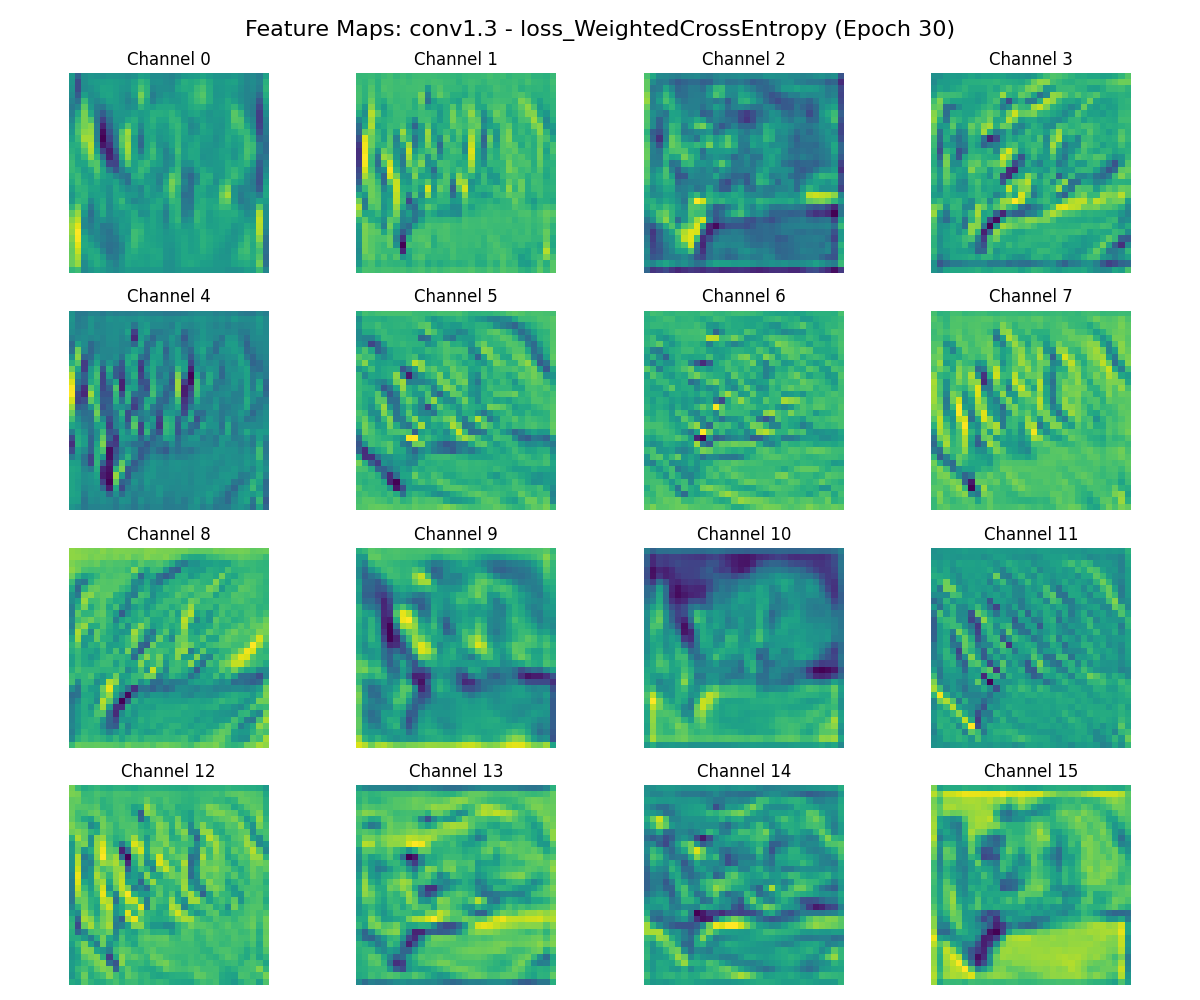 Feature Maps: conv1.3 - loss_WeightedCrossEntropy (Epoch 30)
Channel 0
Channel 1
Channel 2
Channel 3
Channel 4
Channel 5
Channel 6
Channel 7
Channel 8
Channel 9
Channel 10
Channel 11
Channel 12
Channel 13
Channel 14
Channel 15